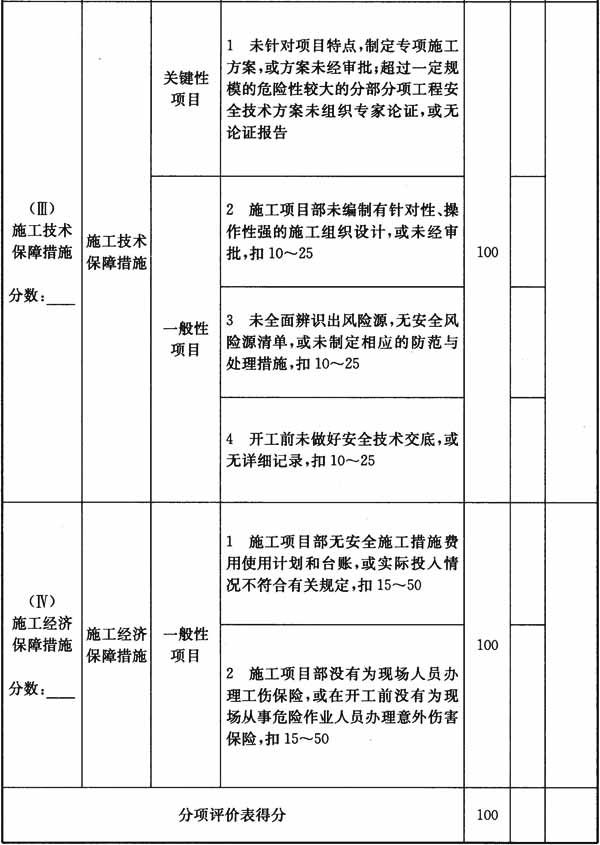 (Ⅲ)
施工技术
保障措施
分数:____
施工技术
保障措施
关键性
项目
1 未针对项目特点,制定专项施工
方案,或方案未经审批;超过一定规
模的危险性较大的分部分项工程安
全技术方案未组织专家论证,或无
论证报告
一般性
项目
2 施工项目部未编制有针对性、操
作性强的施工组织设计,或未经审
批,扣10～25
3 未全面辨识出风险源,无安全风
险源清单,或未制定相应的防范与
处理措施,扣10～25
4 开工前未做好安全技术交底,或
无详细记录,扣10～25
100
(Ⅳ)
施工经济
保障措施
分数:____
施工经济
保障措施
一般性
项目
1 施工项目部无安全施工措施费
用使用计划和台账,或实际投入情
况不符合有关规定,扣15～50
2 施工项目部没有为现场人员办
理工伤保险,或在开工前没有为现
场从事危险作业人员办理意外伤害
保险,扣15～50
100
分项评价表得分
100